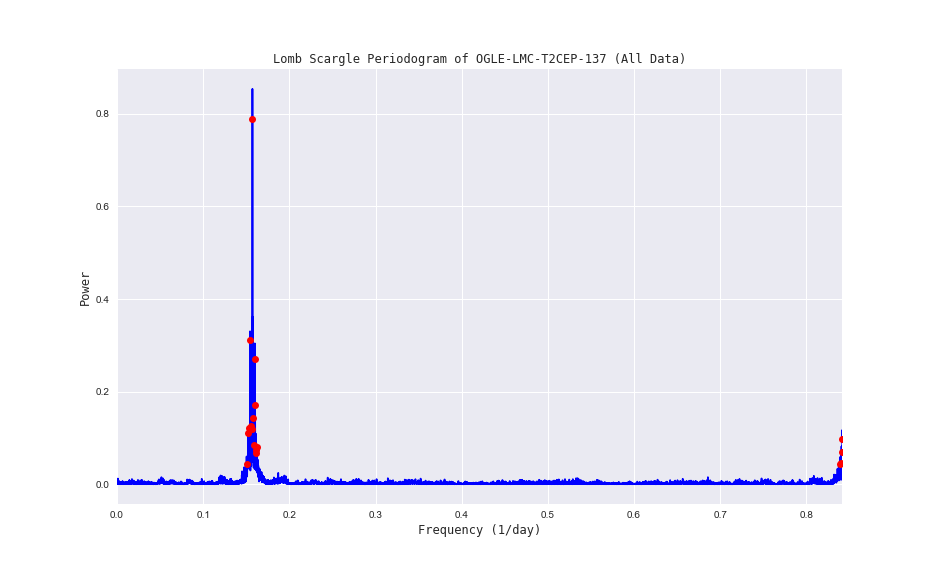 Lomb Scargle Periodogram of OGLE-LMC-T2CEP-137 (All Data)
0.8
0.6
0.4
0.2
0.0
Power
0.0 0.1 0.2 0.3 0.4 0.5 0.6 0.7 0.8
Frequency (1/day)